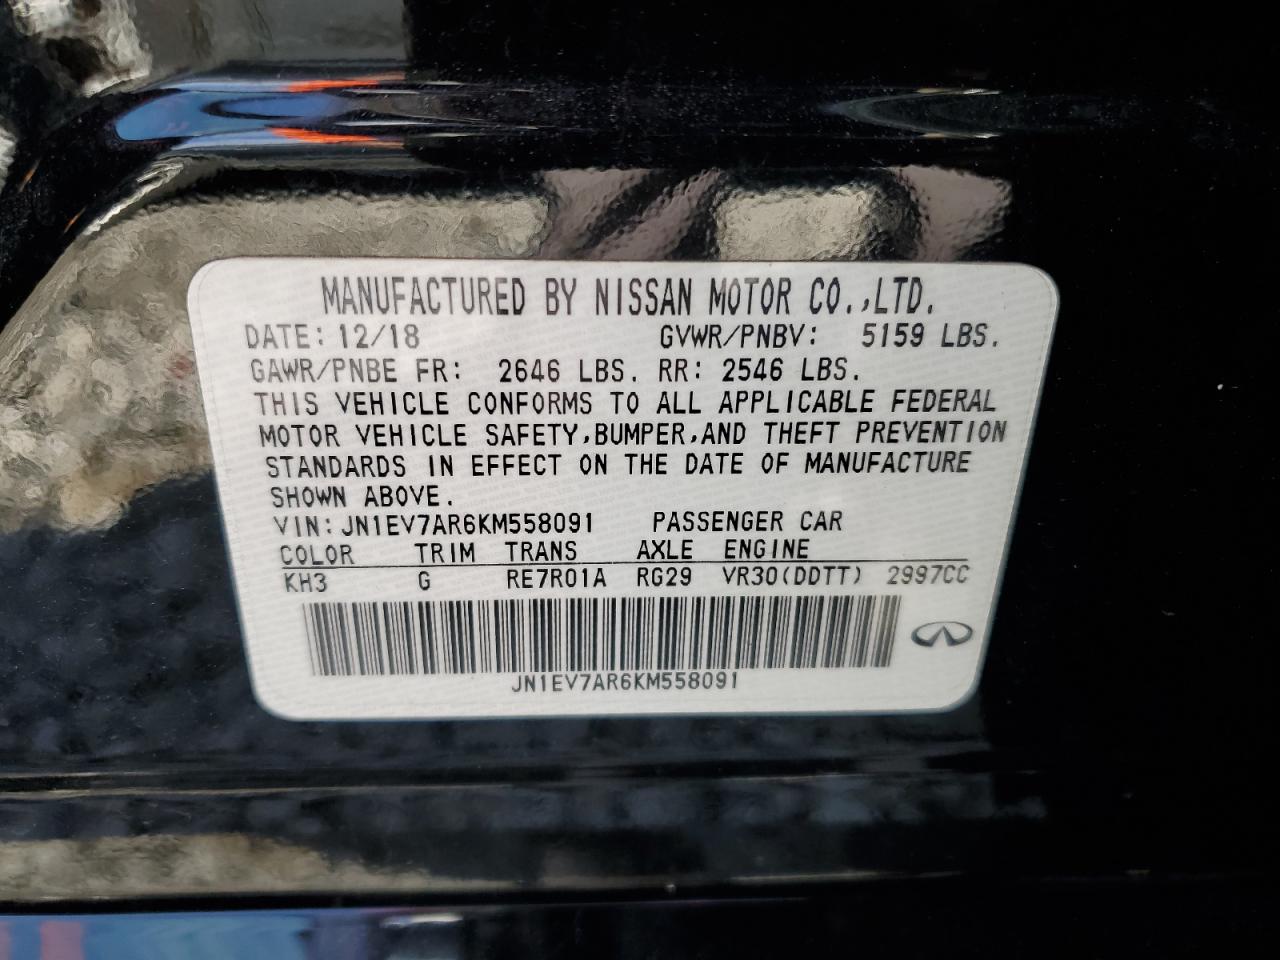 MANUFACTURED BY NISSAN MOTOR CO.,LTD.
DATE: 12/18 GVWR/PNBV: 5159 LBS.
GAWR/PNBE FR: 2646 LBS. RR: 2546 LBS.
THIS VEHICLE CONFORMS TO ALL APPLICABLE FEDERAL
MOTOR VEHICLE SAFETY,BUMPER,AND THEFT PREVENTION
STANDARDS IN EFFECT ON THE DATE OF MANUFACTURE
SHOWN ABOVE.
VIN: JN1EV7AR6KM558091 PASSENGER CAR
COLOR TRIM TRANS AXLE ENGINE
KH3 G RE7R01A RG29 VR30(DDTT) 2997CC
JN1EV7AR6KM558091